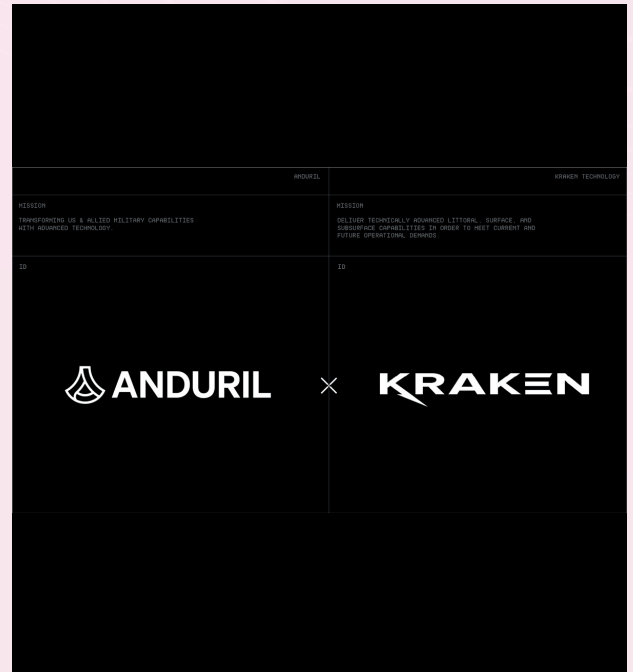 ANDURIL
MISSION
TRANSFORMING US & ALLIED MILITARY CAPABILITIES
WITH ADVANCED TECHNOLOGY
ID
ANDURIL
KRAKEN TECHNOLOGY
MISSION
DELIVER TECHNICALLY ADVANCED LITTORAL, SURFACE, AND
SUBSURFACE CAPABILITIES IN ORDER TO MEET CURRENT AND
FUTURE OPERATIONAL DEMANDS
ID
KRAKEN